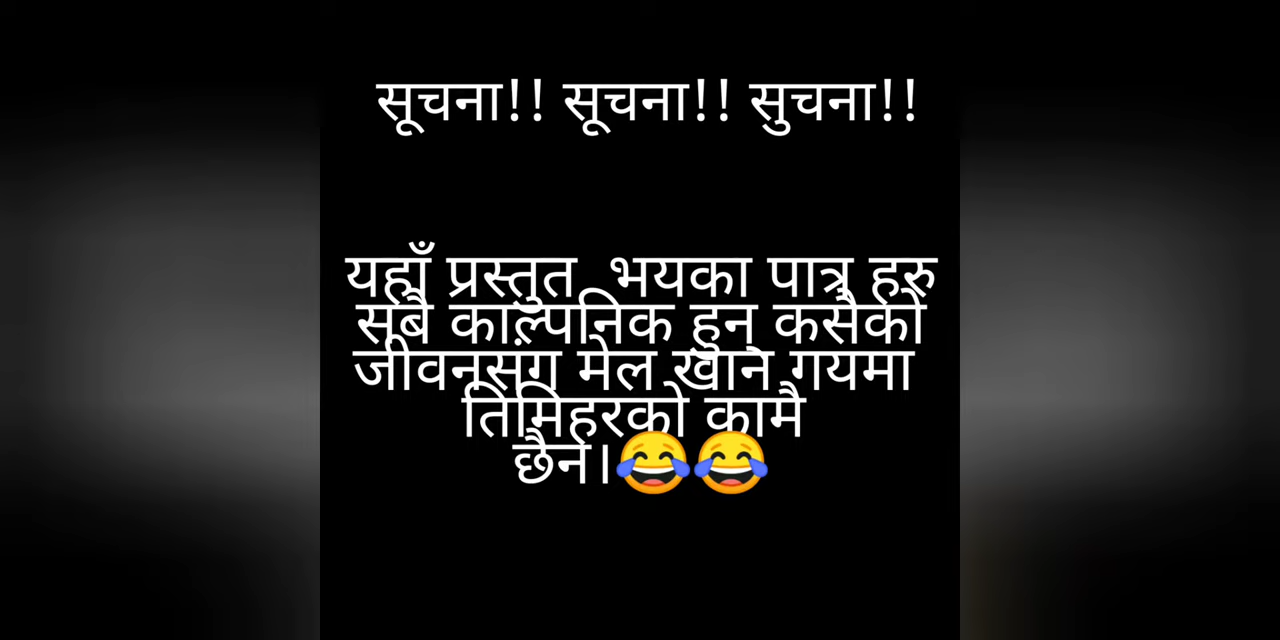 सूचना!! सूचना!! सुचना!!
यहाँ प्रस्तुत भयका पात्र हरु
सबै काल्पनिक हुन् कसैको
जीवनसंग मेल खाने गयमा
तिमिहरको कामै
छैन।😂😂